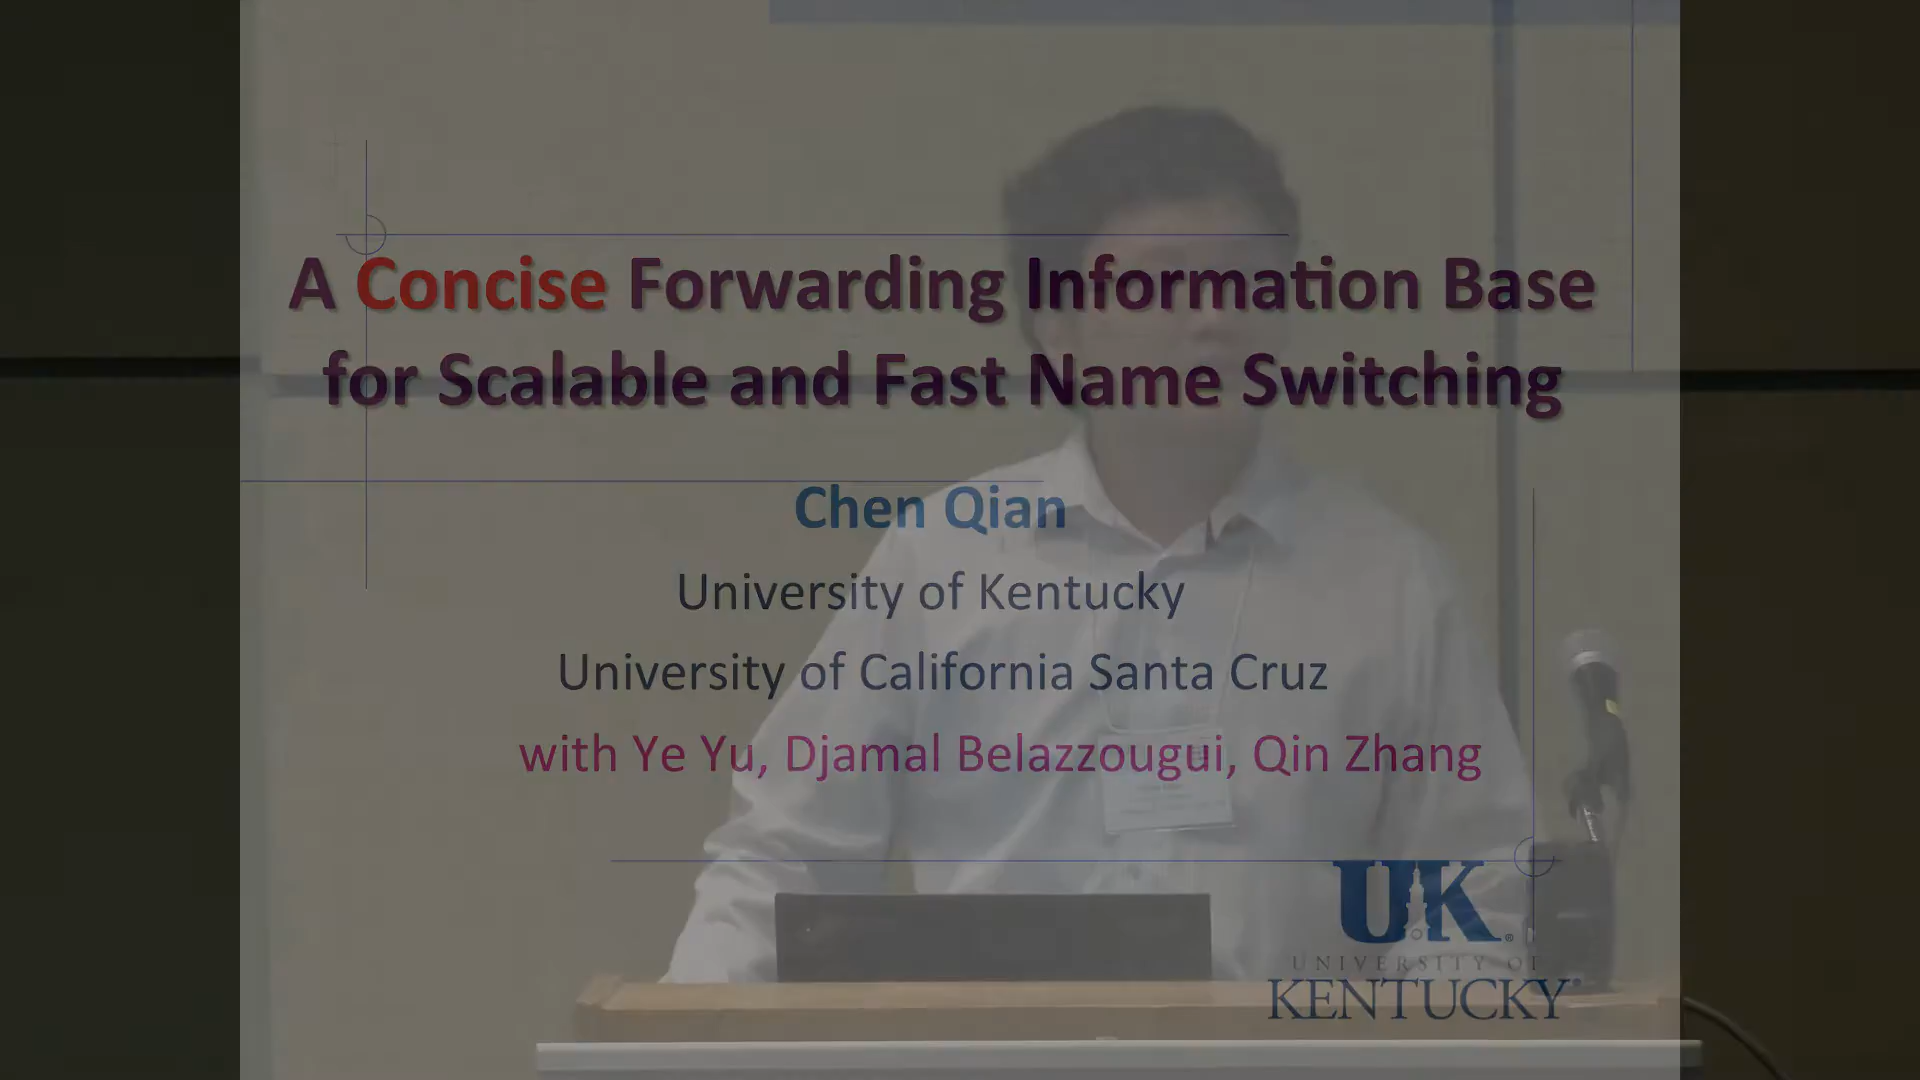 A Concise Forwarding Information Base
for Scalable and Fast Name Switching
Chen Qian
University of Kentucky
University of California Santa Cruz
with Ye Yu, Djamal Belazzougui, Qin Zhang
UK®
UNIVERSITY OF
KENTUCKY®